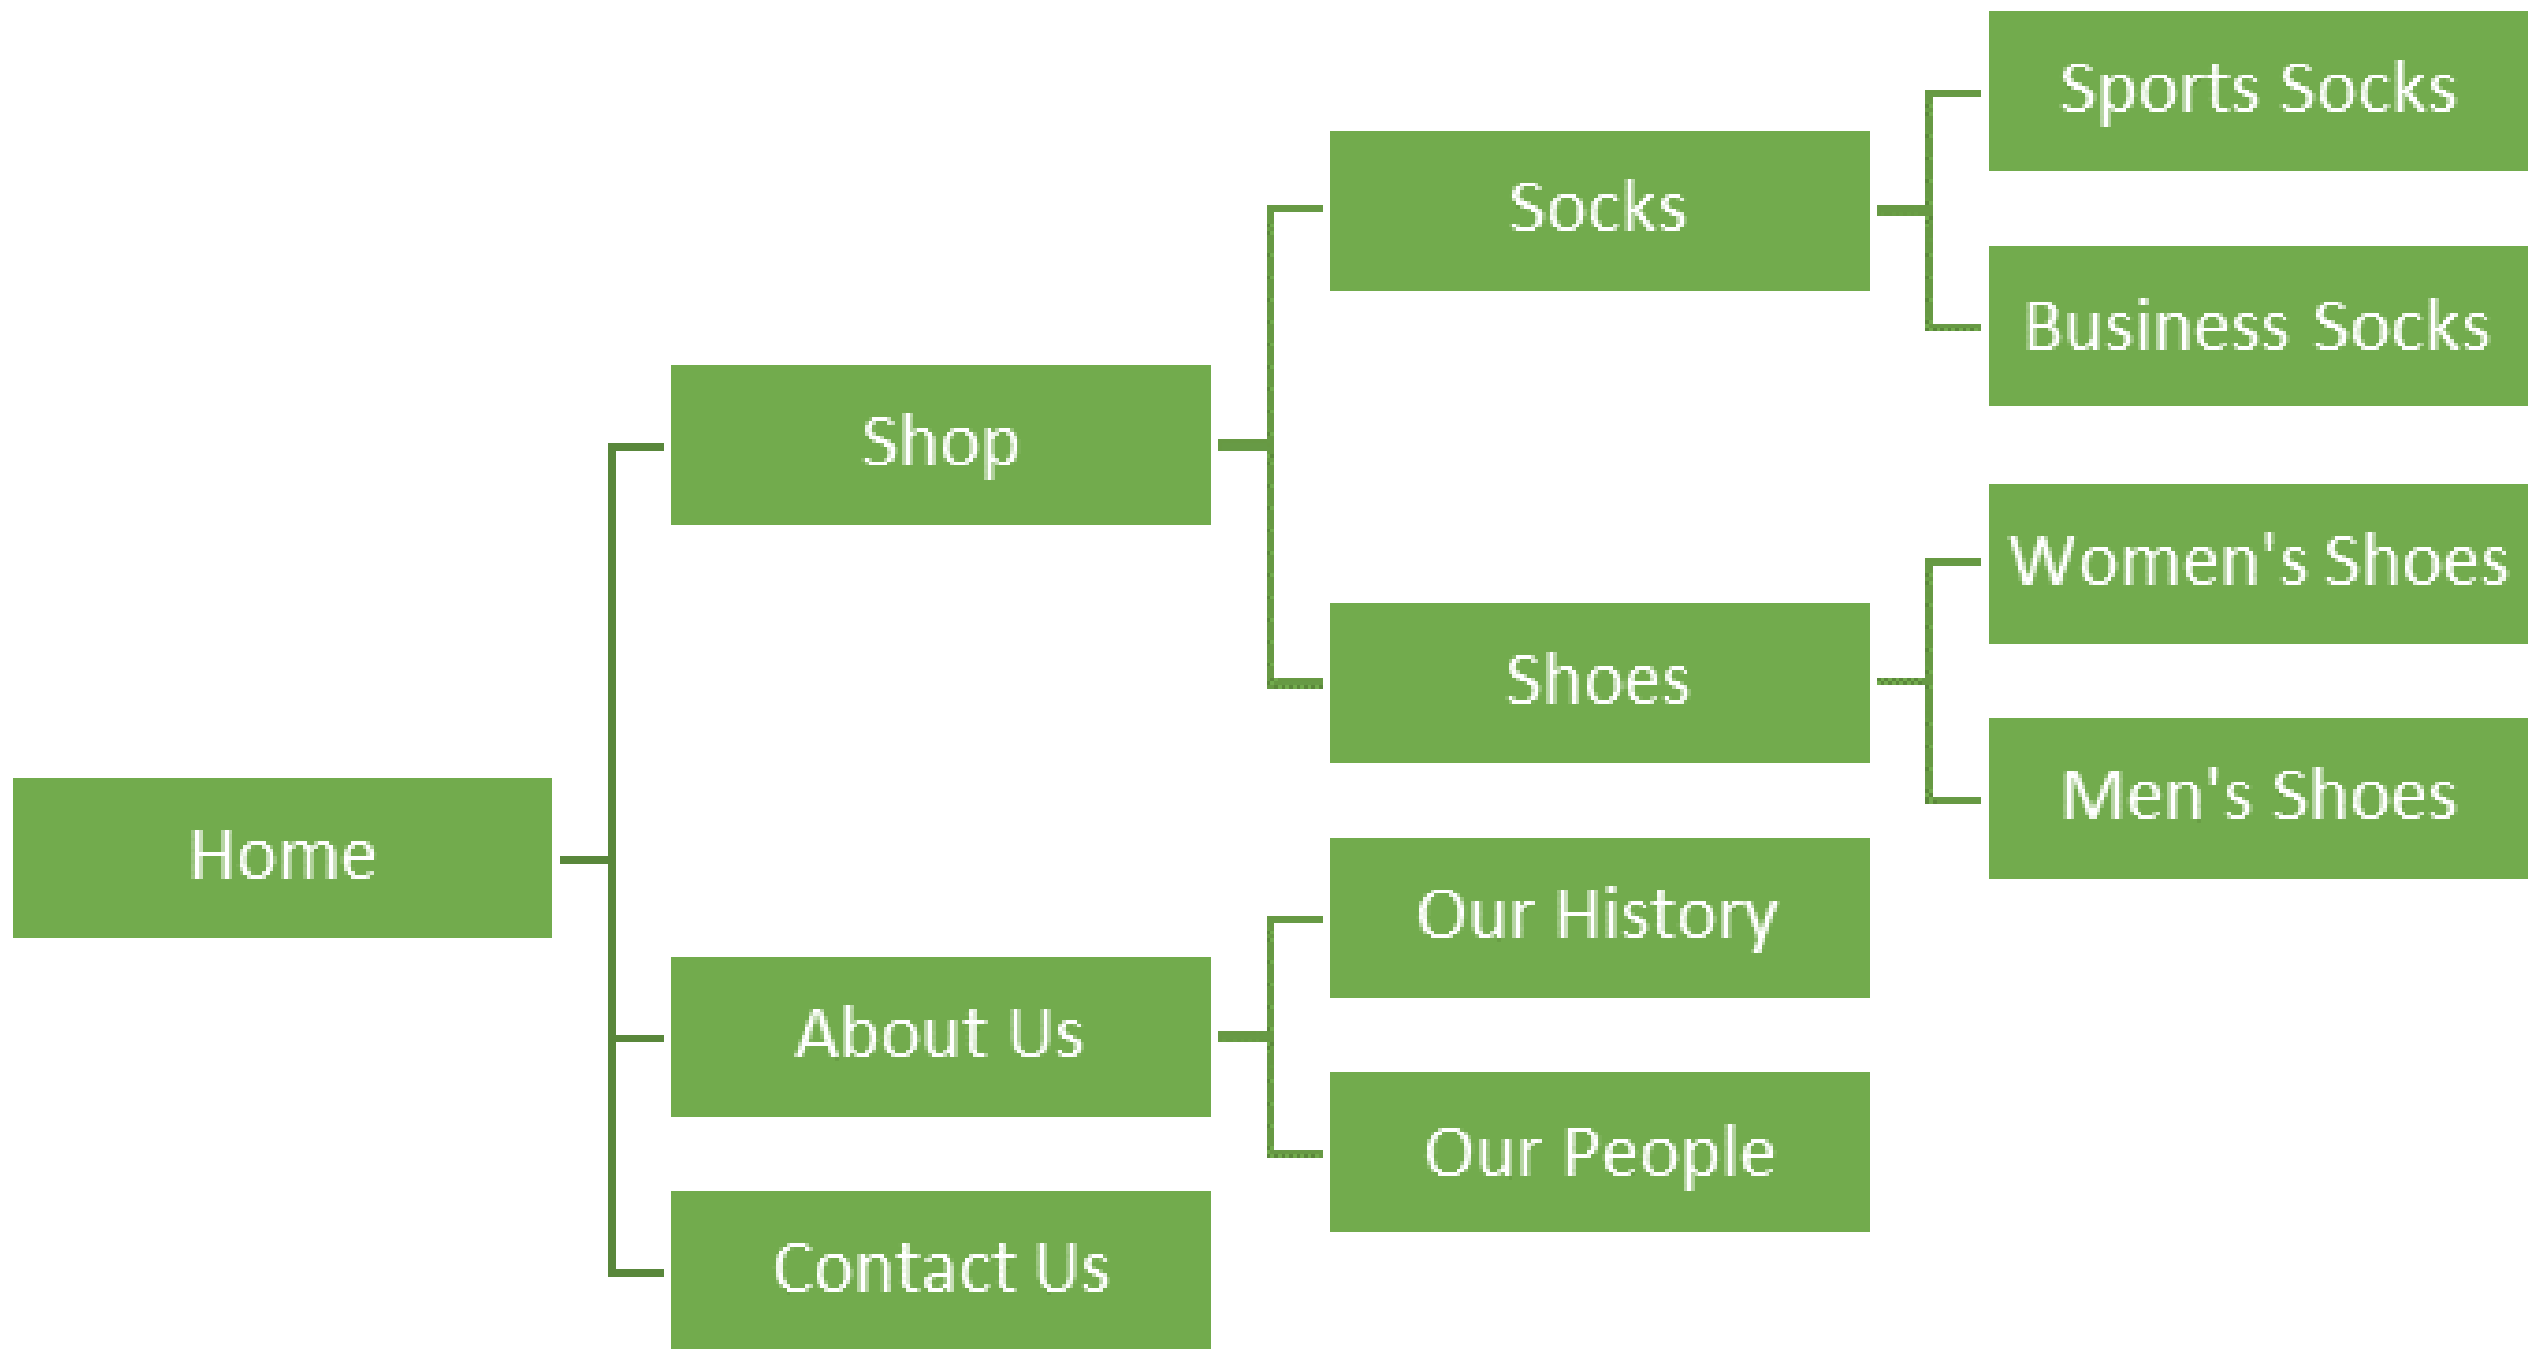 Home
Shop
Socks
Sports Socks
Business Socks
Shoes
Women's Shoes
Men's Shoes
About Us
Our History
Our People
Contact Us